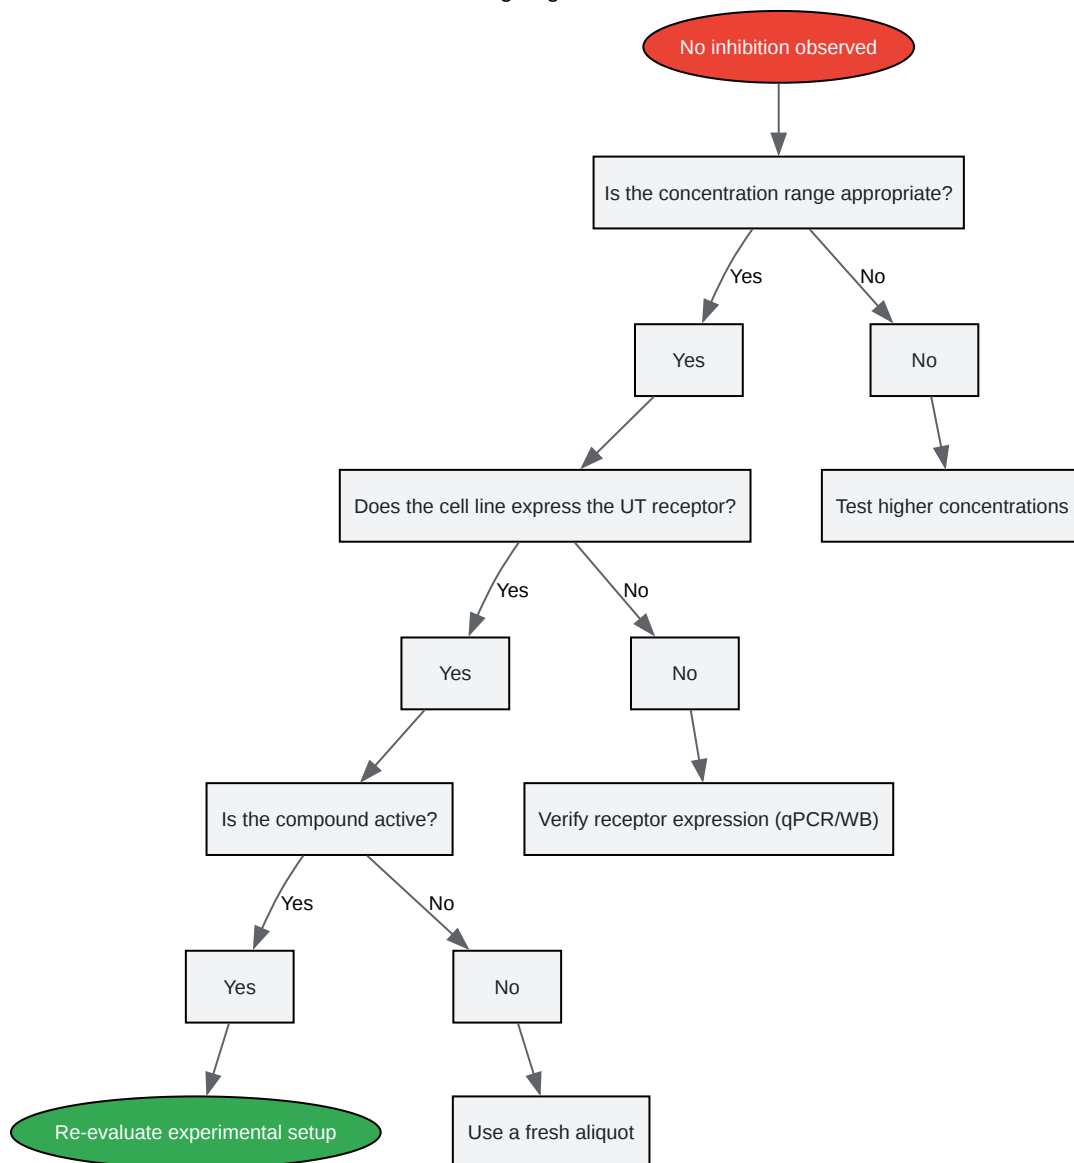 No inhibition observed
Is the concentration range appropriate?
Yes
No
Yes
No
Does the cell line express the UT receptor?
Test higher concentrations
Yes
No
Yes
No
Is the compound active?
Verify receptor expression (qPCR/WB)
Yes
No
Yes
No
Re-evaluate experimental setup
Use a fresh aliquot